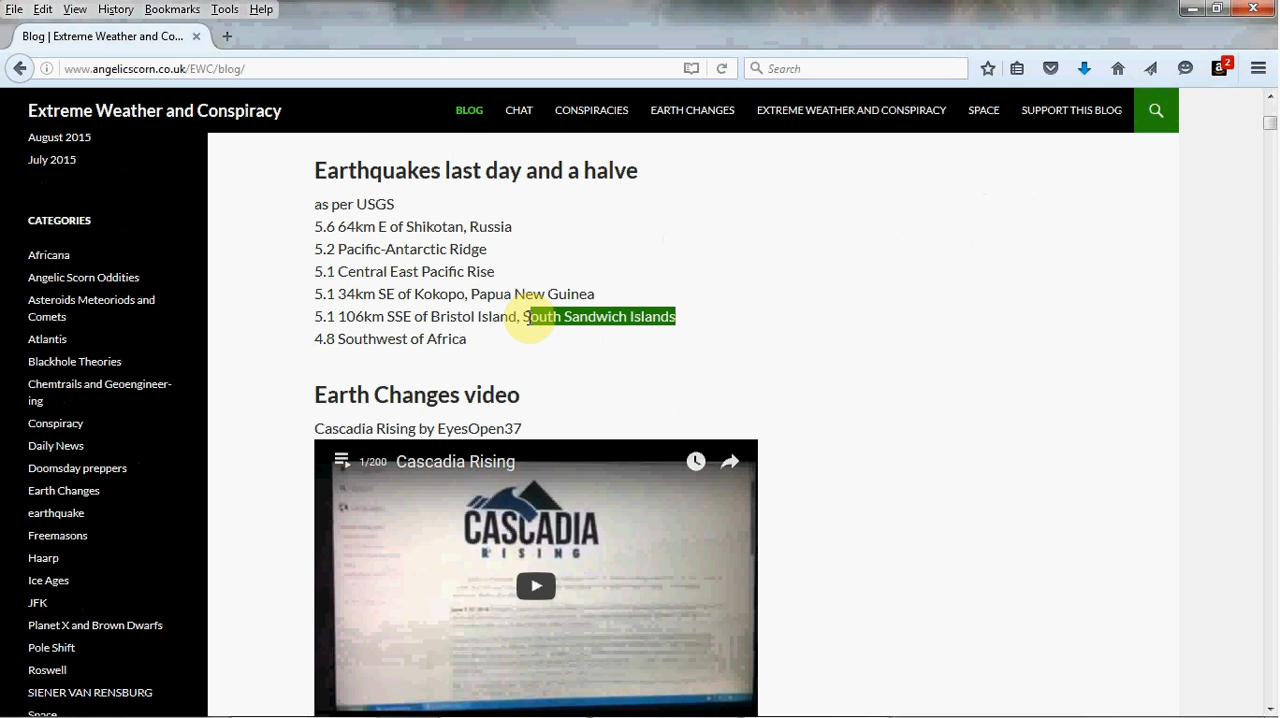 File Edit View History Bookmarks Tools Help
Blog | Extreme Weather and Co...
www.angelicscorn.co.uk/EWC/blog/
Search
2
Extreme Weather and Conspiracy
BLOG CHAT CONSPIRACIES EARTH CHANGES EXTREME WEATHER AND CONSPIRACY SPACE SUPPORT THIS BLOG
August 2015
July 2015
CATEGORIES
Africana
Angelic Scorn Oddities
Asteroids Meteoriods and
Comets
Atlantis
Blackhole Theories
Chemtrails and Geoengineer-
ing
Conspiracy
Daily News
Doomsday preppers
Earth Changes
earthquake
Freemasons
Haarp
Ice Ages
JFK
Planet X and Brown Dwarfs
Pole Shift
Roswell
SIENER VAN RENSBURG
Space
Earthquakes last day and a halve
as per USGS
5.6 64km E of Shikotan, Russia
5.2 Pacific-Antarctic Ridge
5.1 Central East Pacific Rise
5.1 34km SE of Kokopo, Papua New Guinea
5.1 106km SSE of Bristol Island, South Sandwich Islands
4.8 Southwest of Africa
Earth Changes video
Cascadia Rising by EyesOpen37
1/200 Cascadia Rising
CASCADIA
RISING